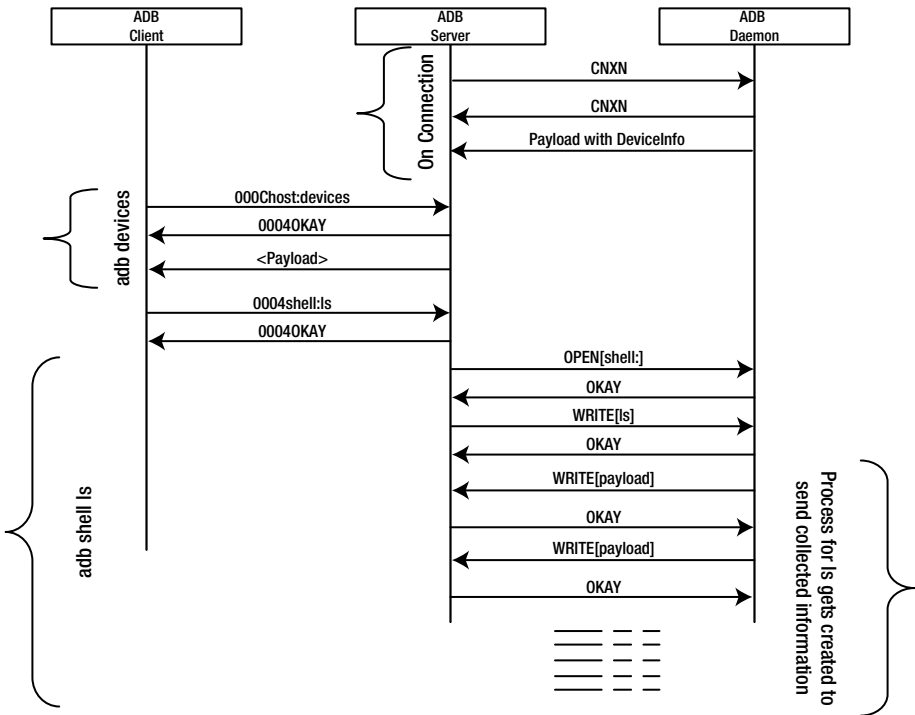 ADB
Client
ADB
Server
ADB
Daemon
On Connection
CNXN
CNXN
Payload with DeviceInfo
adb devices
000Chost:devices
0004OKAY
<Payload>
0004shell:ls
0004OKAY
adb shell ls
OPEN[shell:]
OKAY
WRITE[ls]
OKAY
WRITE[payload]
OKAY
WRITE[payload]
OKAY
Process for ls gets created to
send collected information